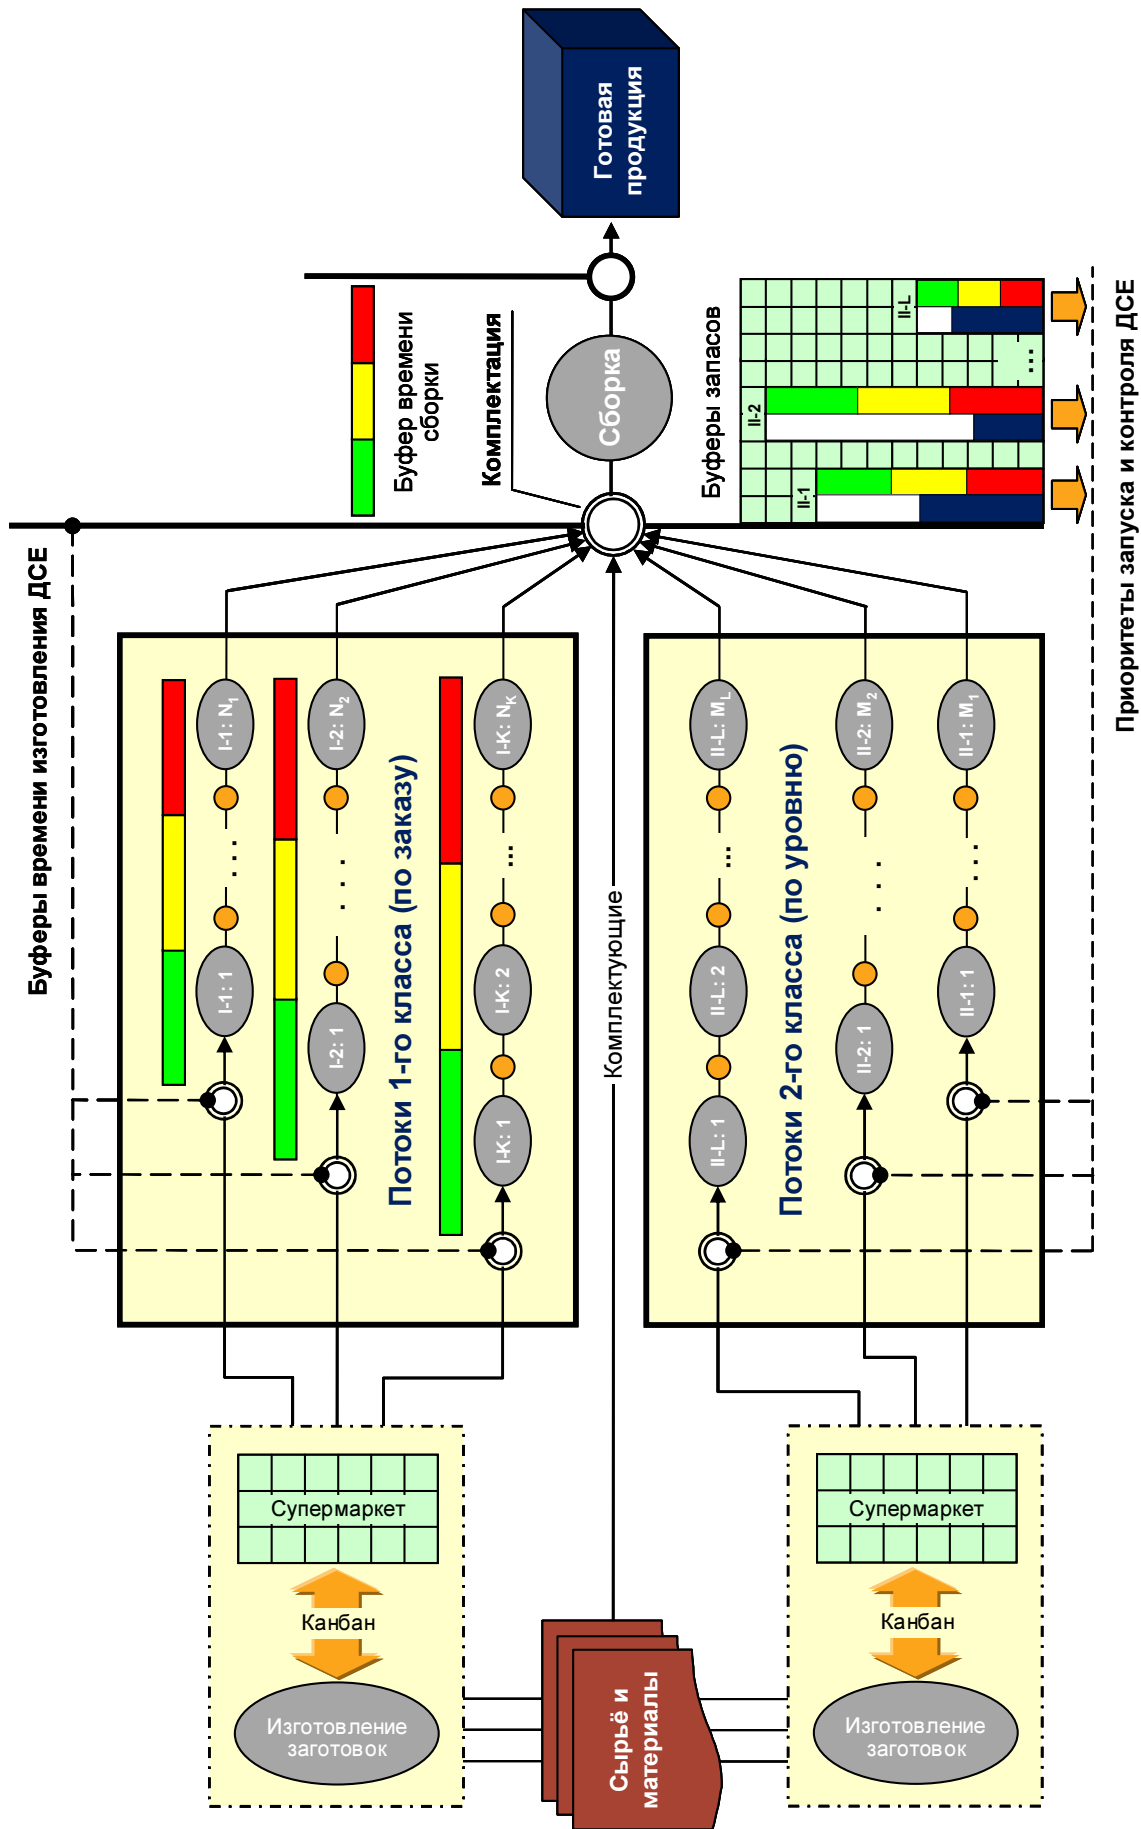 Готовая
продукция
Буфер времени
сборки
Комплектация
Сборка
Буферы запасов
II-1
II-2
...
II-L
Приоритеты запуска и контроля ДСЕ
Буферы времени изготовления ДСЕ
I-1: 1
...
I-1: N₁
I-2: 1
...
I-2: N₂
Потоки 1-го класса (по заказу)
I-K: 1
I-K: 2
...
I-K: Nₖ
Комплектующие
II-L: 1
II-L: 2
...
II-L: M_L
Потоки 2-го класса (по уровню)
II-2: 1
...
II-2: M₂
II-1: 1
...
II-1: M₁
Супермаркет
Канбан
Изготовление
заготовок
Сырьё и
материалы
Супермаркет
Канбан
Изготовление
заготовок